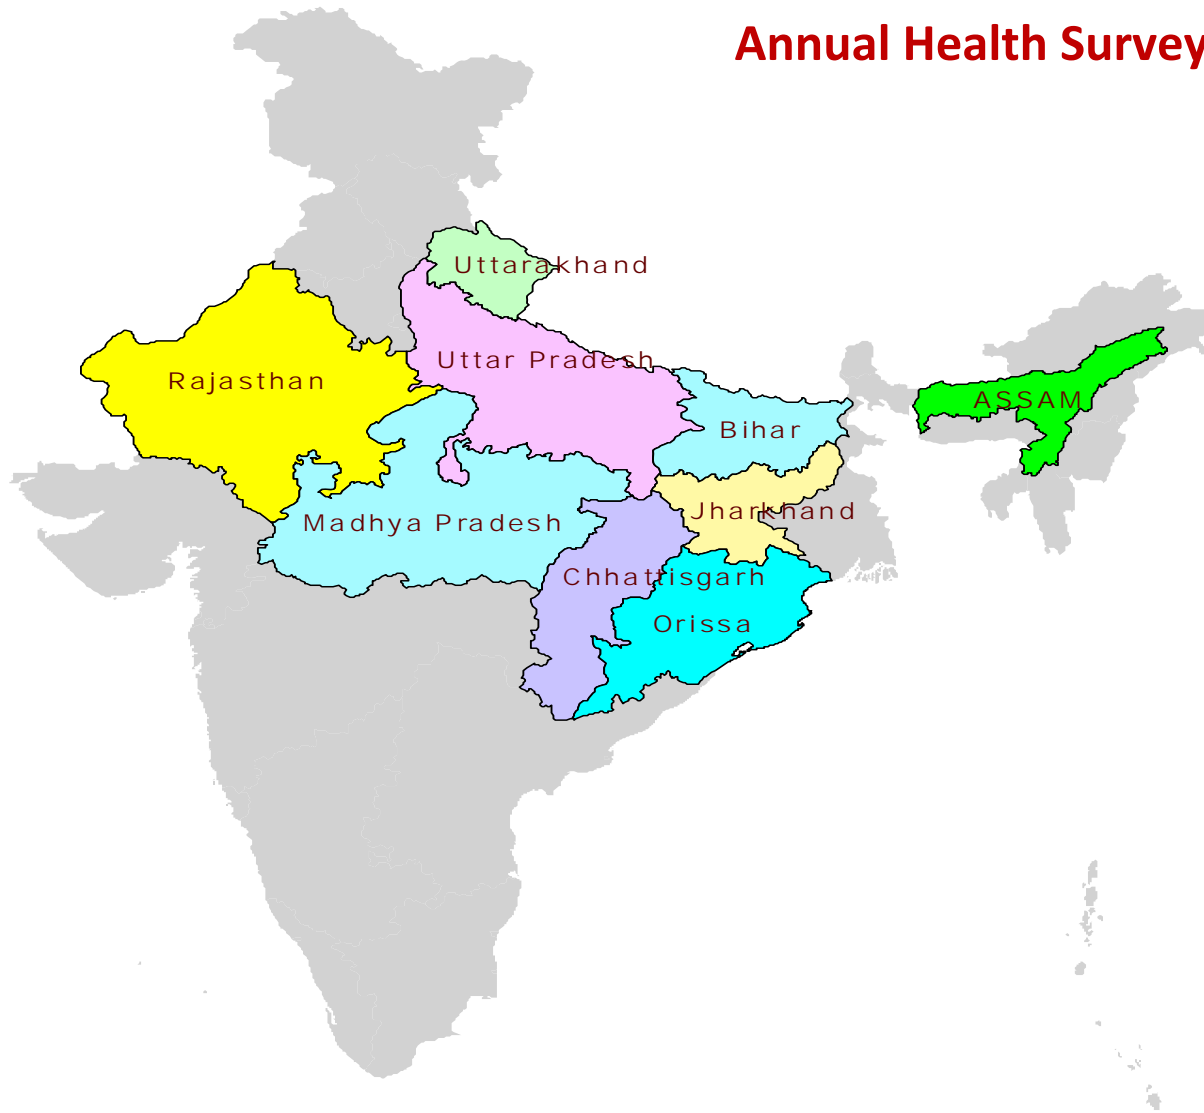 Annual Health Survey
Uttarakhand
Uttar Pradesh
Rajasthan
ASSAM
Bihar
Jharkhand
Madhya Pradesh
Chhattisgarh
Orissa